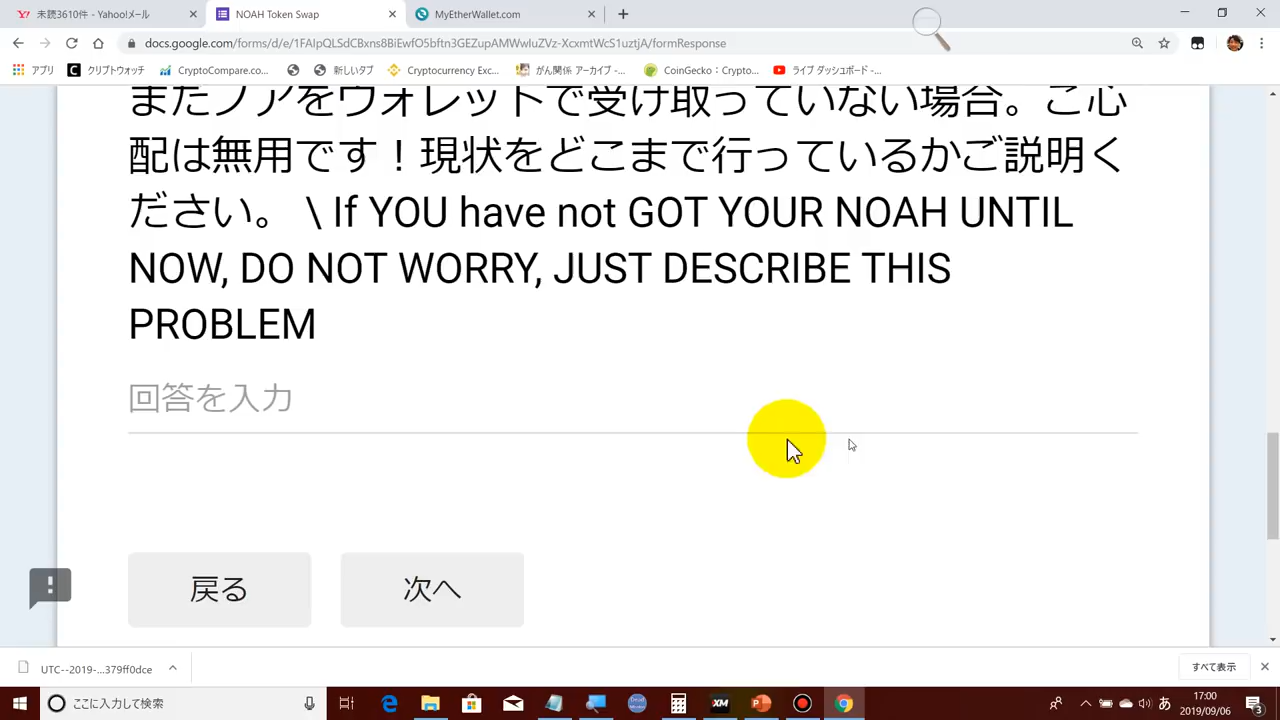 未読3610件 - Yahoo!メール
NOAH Token Swap
MyEtherWallet.com
docs.google.com/forms/d/e/1FAIpQLSdCBxns8BiEwfO5bftn3GEZupAMWwIuZVz-XcxmtWcS1uztjA/formResponse
アプリ
クリプトウォッチ
CryptoCompare.co...
新しいタブ
Cryptocurrency Exc...
がん関係 アーカイブ -...
CoinGecko：Crypto...
ライブ ダッシュボード -...
まだノアをウォレットで受け取っていない場合。ご心
配は無用です！現状をどこまで行っているかご説明く
ださい。 \ If YOU have not GOT YOUR NOAH UNTIL
NOW, DO NOT WORRY, JUST DESCRIBE THIS
PROBLEM
回答を入力
戻る
次へ
UTC--2019-...379ff0dce
すべて表示
ここに入力して検索
XM
あ
17:00
2019/09/06
3